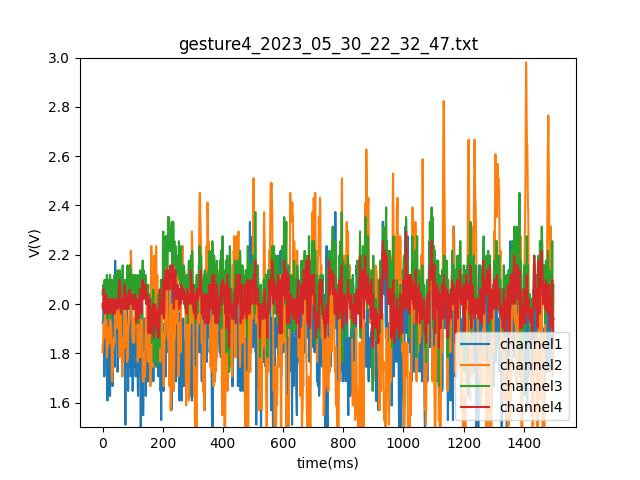 gesture4_2023_05_30_22_32_47.txt
3.0
2.8
2.6
2.4
2.2
2.0
1.8
1.6
V(V)
0 200 400 600 800 1000 1200 1400
time(ms)
channel1
channel2
channel3
channel4